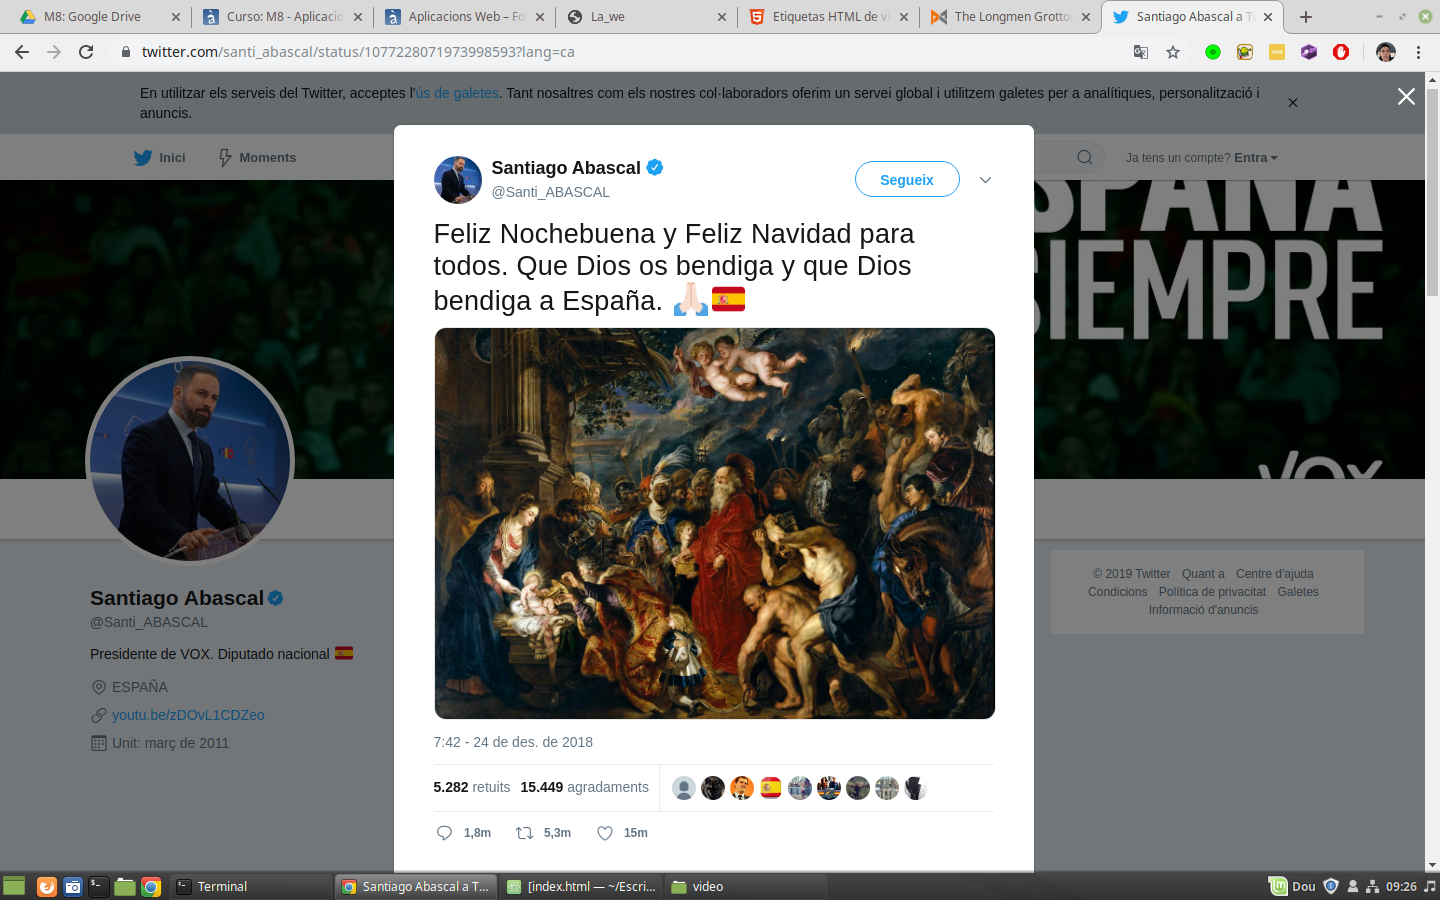 M8: Google Drive
Curso: M8 - Aplicacio
Aplicacions Web – Fo
La_we
Etiquetas HTML de vi
The Longmen Grotto
Santiago Abascal a Tw
twitter.com/santi_abascal/status/1077228071973998593?lang=ca
En utilitzar els serveis del Twitter, acceptes l'ús de galetes. Tant nosaltres com els nostres col·laboradors oferim un servei global i utilitzem galetes per a analítiques, personalització i
anuncis.
Inici
Moments
Ja tens un compte? Entra
ESPAÑA
SIEMPRE
VOX
Santiago Abascal
@Santi_ABASCAL
Segueix
Feliz Nochebuena y Feliz Navidad para
todos. Que Dios os bendiga y que Dios
bendiga a España. 🙏🏻🇪🇸
7:42 - 24 de des. de 2018
5.282 retuits 15.449 agradaments
1,8m 5,3m 15m
Santiago Abascal
@Santi_ABASCAL
Presidente de VOX. Diputado nacional 🇪🇸
ESPAÑA
youtu.be/zDOvL1CDZeo
Unit: març de 2011
© 2019 Twitter Quant a Centre d'ajuda
Condicions Política de privacitat Galetes
Informació d'anuncis
Terminal
Santiago Abascal a T...
[index.html — ~/Escri...
video
Dou
09:26